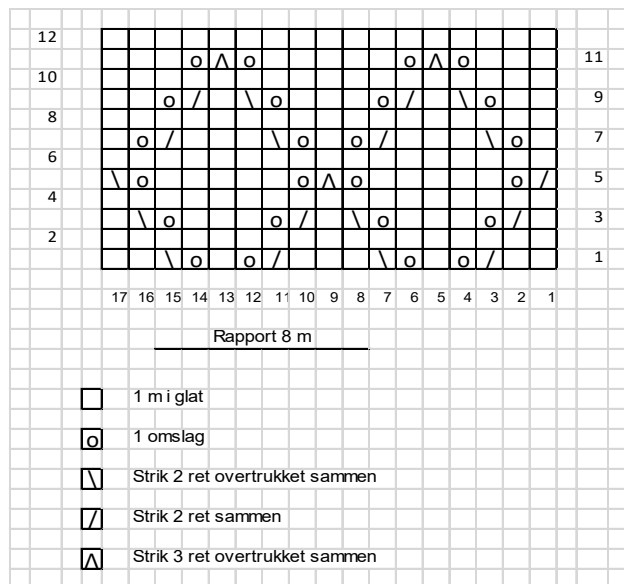 12
o ʌ o o ʌ o 11
10
o / \ o o / \ o 9
8
o / \ o o / \ o 7
6
\ o o ʌ o o / 5
4
\ o o / \ o o / 3
2
\ o o / \ o o / 1
17 16 15 14 13 12 11 10 9 8 7 6 5 4 3 2 1
Rapport 8 m
1 m i glat
o 1 omslag
\ Strik 2 ret overtrukket sammen
/ Strik 2 ret sammen
ʌ Strik 3 ret overtrukket sammen